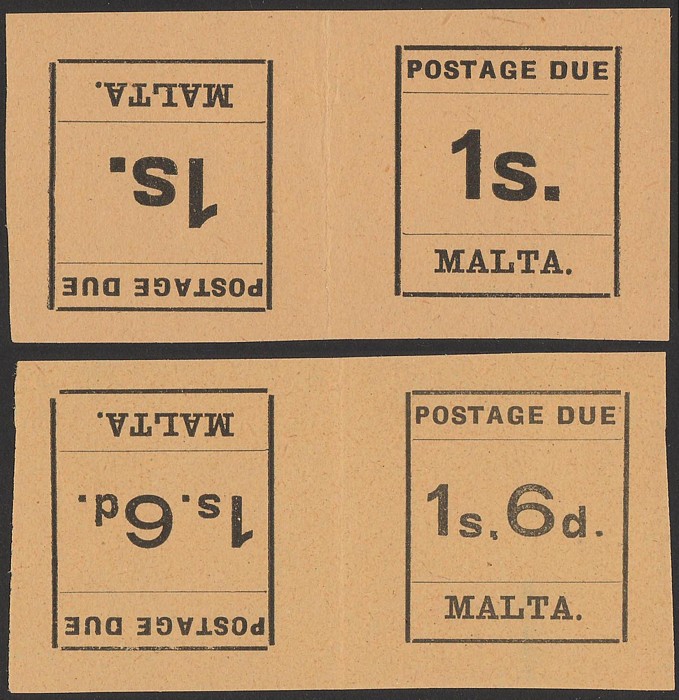 MALTA.
1s.
POSTAGE DUE
POSTAGE DUE
1s.
MALTA.
MALTA.
1s.6d.
POSTAGE DUE
POSTAGE DUE
1s,6d.
MALTA.